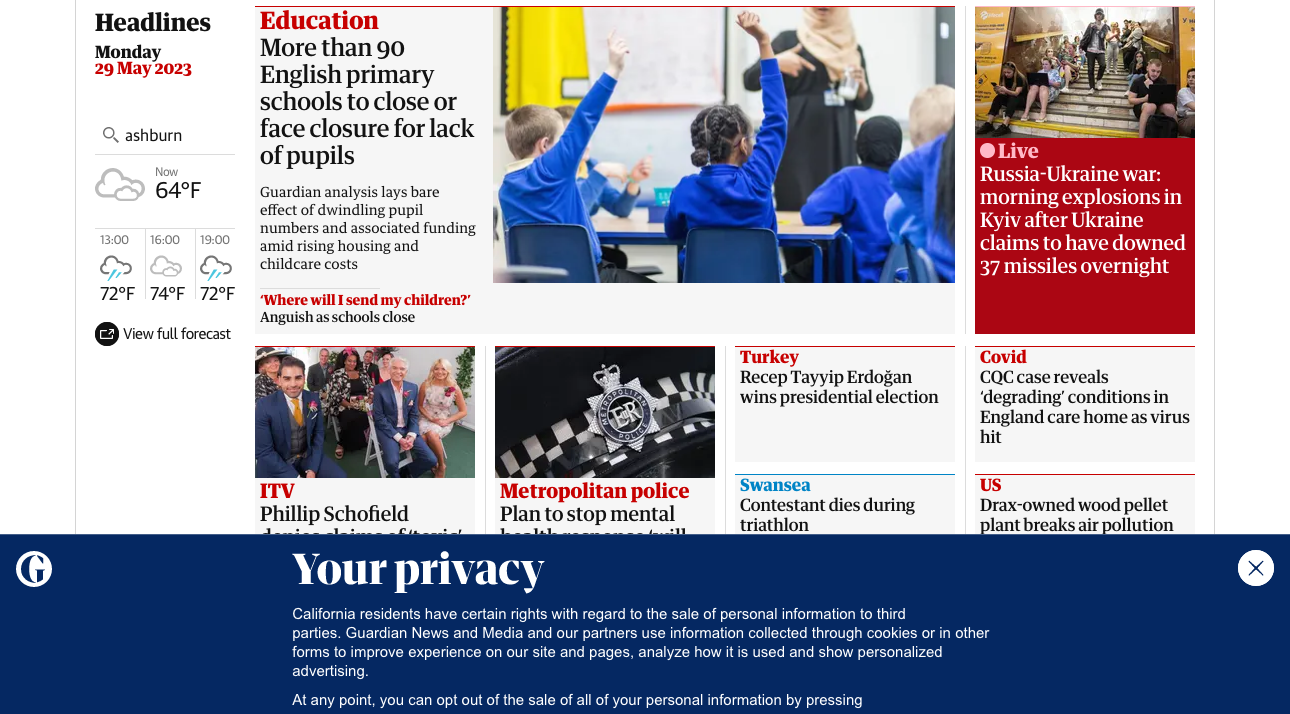 Headlines
Monday
29 May 2023
ashburn
Now
64°F
13:00
16:00
19:00
72°F
74°F
72°F
View full forecast
Education
More than 90
English primary
schools to close or
face closure for lack
of pupils
Guardian analysis lays bare
effect of dwindling pupil
numbers and associated funding
amid rising housing and
childcare costs
‘Where will I send my children?’
Anguish as schools close
Live
Russia-Ukraine war:
morning explosions in
Kyiv after Ukraine
claims to have downed
37 missiles overnight
ITV
Phillip Schofield
denies claims of ‘toxic’
METROPOLITAN
POLICE
Metropolitan police
Plan to stop mental
health response ‘will
Turkey
Recep Tayyip Erdoğan
wins presidential election
Covid
CQC case reveals
‘degrading’ conditions in
England care home as virus
hit
Swansea
Contestant dies during
triathlon
US
Drax-owned wood pellet
plant breaks air pollution
Your privacy
California residents have certain rights with regard to the sale of personal information to third
parties. Guardian News and Media and our partners use information collected through cookies or in other
forms to improve experience on our site and pages, analyze how it is used and show personalized
advertising.
At any point, you can opt out of the sale of all of your personal information by pressing